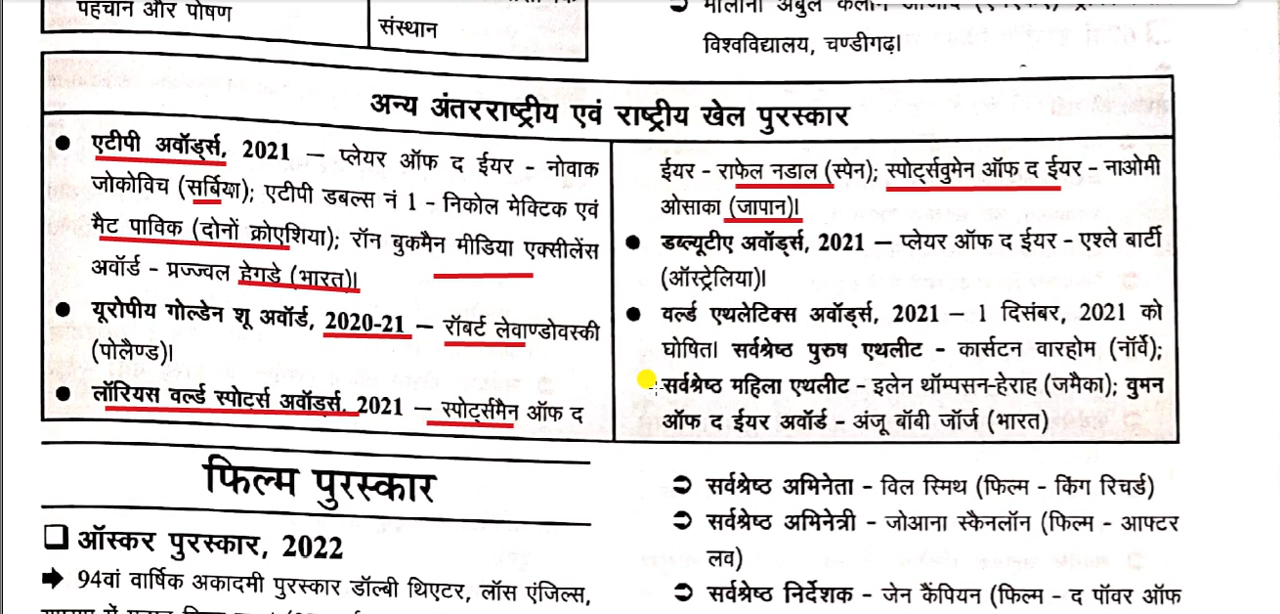 पहचान और पोषण
संस्थान
विश्वविद्यालय, चण्डीगढ़।
अन्य अंतरराष्ट्रीय एवं राष्ट्रीय खेल पुरस्कार
● एटीपी अवॉर्ड्स, 2021 – प्लेयर ऑफ द ईयर - नोवाक
जोकोविच (सर्बिया); एटीपी डबल्स नं 1 - निकोल मेक्टिक एवं
मैट पाविक (दोनों क्रोएशिया); रॉन बुकमैन मीडिया एक्सीलेंस
अवॉर्ड - प्रज्ज्वल हेगडे (भारत)।
● यूरोपीय गोल्डेन शू अवॉर्ड, 2020-21 – रॉबर्ट लेवाण्डोवस्की
(पोलैण्ड)।
● लॉरियस वर्ल्ड स्पोर्ट्स अवॉर्ड्स, 2021 – स्पोर्ट्समैन ऑफ द
ईयर - राफेल नडाल (स्पेन); स्पोर्ट्सवुमेन ऑफ द ईयर - नाओमी
ओसाका (जापान)।
● डब्ल्यूटीए अवॉर्ड्स, 2021 – प्लेयर ऑफ द ईयर - एश्ले बार्टी
(ऑस्ट्रेलिया)।
● वर्ल्ड एथलेटिक्स अवॉर्ड्स, 2021 – 1 दिसंबर, 2021 को
घोषित। सर्वश्रेष्ठ पुरुष एथलीट - कार्सटन वारहोम (नॉर्वे);
सर्वश्रेष्ठ महिला एथलीट - इलेन थॉम्पसन-हेराह (जमैका); वुमन
ऑफ द ईयर अवॉर्ड - अंजू बॉबी जॉर्ज (भारत)
फिल्म पुरस्कार
❑ ऑस्कर पुरस्कार, 2022
➡ 94वां वार्षिक अकादमी पुरस्कार डॉल्बी थिएटर, लॉस एंजिल्स,
➲ सर्वश्रेष्ठ अभिनेता - विल स्मिथ (फिल्म - किंग रिचर्ड)
➲ सर्वश्रेष्ठ अभिनेत्री - जोआना स्कैनलॉन (फिल्म - आफ्टर
लव)
➲ सर्वश्रेष्ठ निर्देशक - जेन कैंपियन (फिल्म - द पॉवर ऑफ